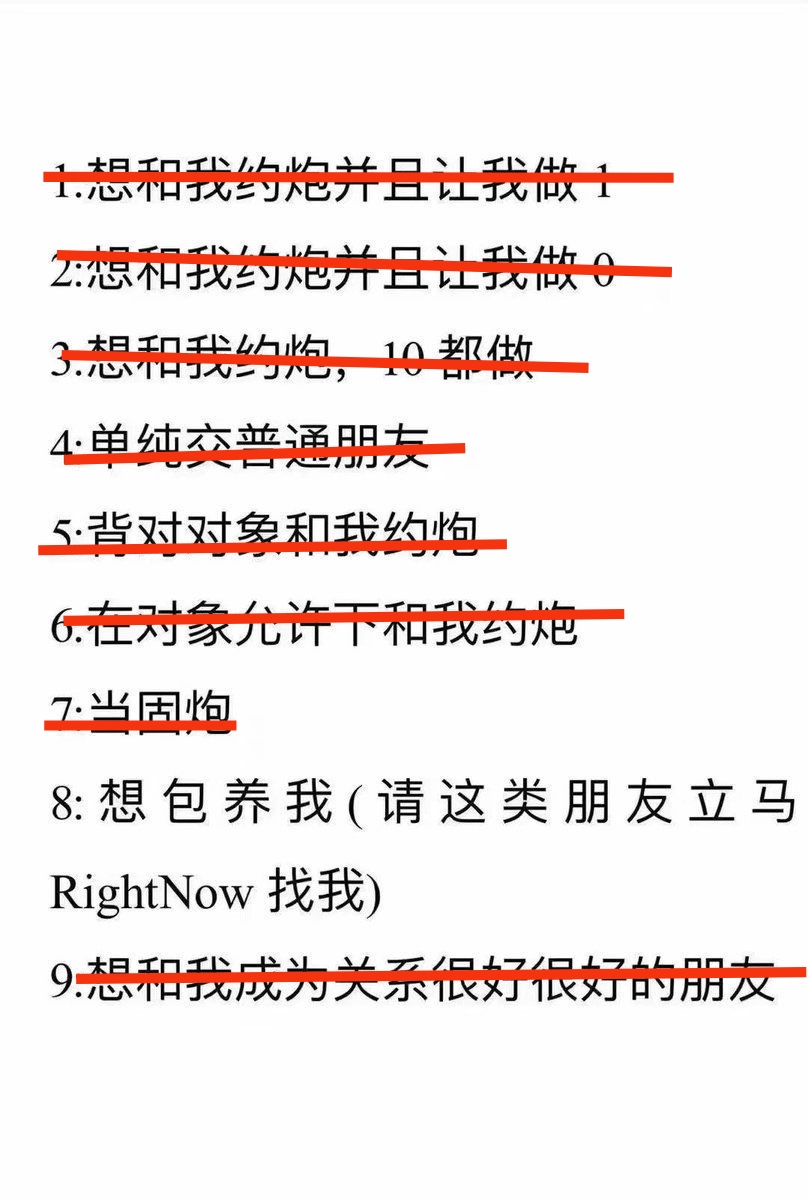 1:想和我约炮并且让我做 1
2:想和我约炮并且让我做 0
3:想和我约炮，10 都做
4:单纯交普通朋友
5:背对对象和我约炮
6:在对象允许下和我约炮
7:当固炮
8: 想包养我(请这类朋友立马
RightNow 找我)
9:想和我成为关系很好很好的朋友